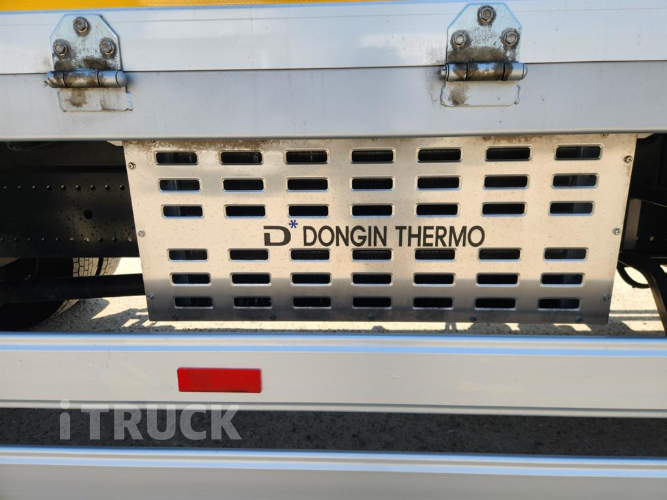 D* DONGIN THERMO
iTRUCK